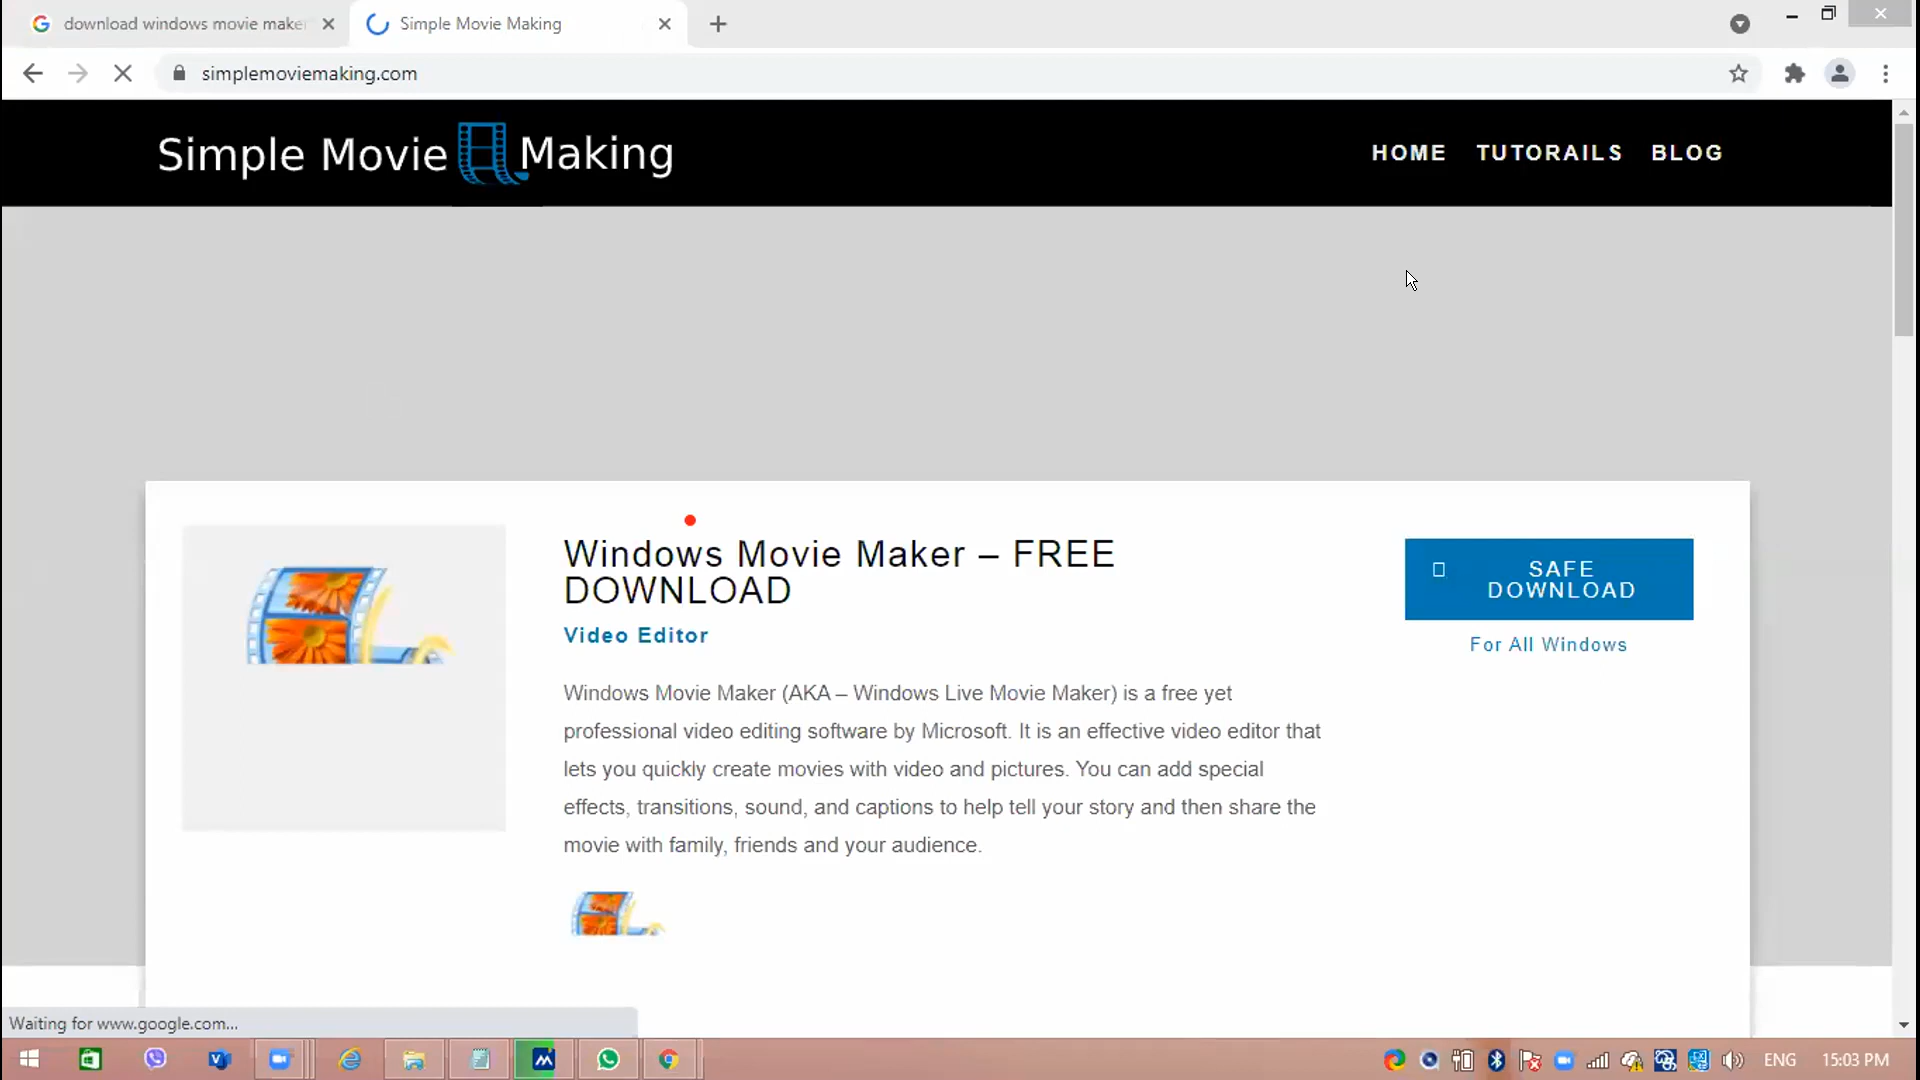 download windows movie make
Simple Movie Making
simplemoviemaking.com
Simple Movie Making
HOME TUTORAILS BLOG
Windows Movie Maker – FREE
DOWNLOAD
Video Editor
SAFE
DOWNLOAD
For All Windows
Windows Movie Maker (AKA – Windows Live Movie Maker) is a free yet
professional video editing software by Microsoft. It is an effective video editor that
lets you quickly create movies with video and pictures. You can add special
effects, transitions, sound, and captions to help tell your story and then share the
movie with family, friends and your audience.
Waiting for www.google.com...
ENG 15:03 PM